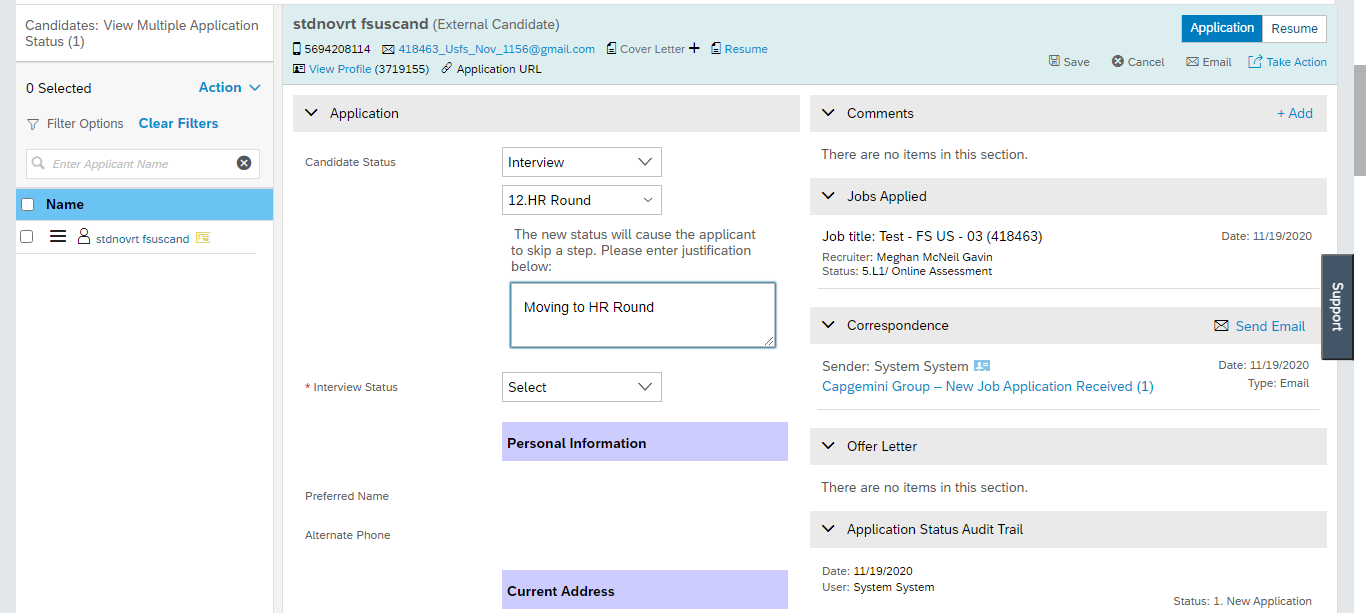 Candidates: View Multiple Application
Status (1)
0 Selected
Action
Filter Options
Clear Filters
Enter Applicant Name
Name
stdnovrt fsuscand
stdnovrt fsuscand (External Candidate)
5694208114
418463_Usfs_Nov_1156@gmail.com
Cover Letter +
Resume
View Profile (3719155)
Application URL
Application
Resume
Save
Cancel
Email
Take Action
Application
Candidate Status
Interview
12.HR Round
The new status will cause the applicant
to skip a step. Please enter justification
below:
Moving to HR Round
* Interview Status
Select
Personal Information
Preferred Name
Alternate Phone
Current Address
Comments
+ Add
There are no items in this section.
Jobs Applied
Job title: Test - FS US - 03 (418463)
Date: 11/19/2020
Recruiter: Meghan McNeil Gavin
Status: 5.L1/ Online Assessment
Correspondence
Send Email
Sender: System System
Date: 11/19/2020
Capgemini Group – New Job Application Received (1)
Type: Email
Offer Letter
There are no items in this section.
Application Status Audit Trail
Date: 11/19/2020
User: System System
Status: 1. New Application
Support